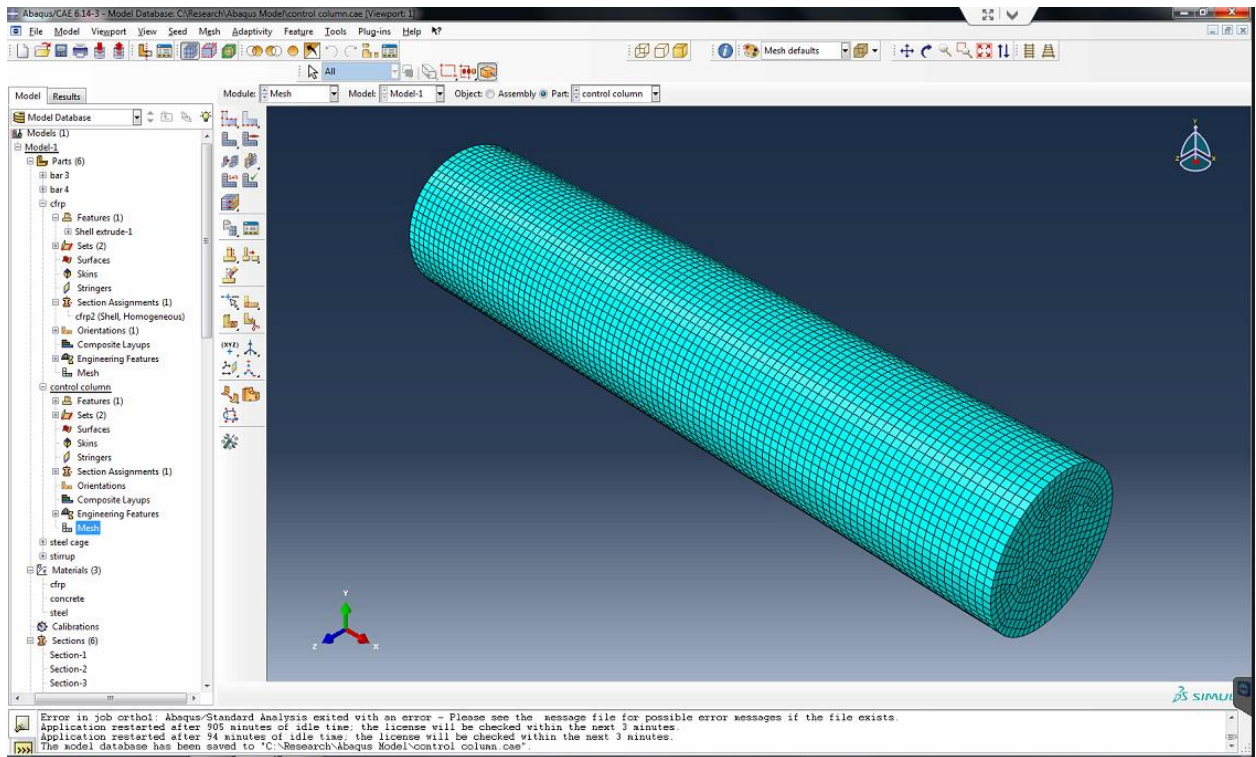 Abaqus/CAE 6.14-3 - Model Database: C:\Research\Abaqus Model\control column.cae [Viewport: 1]
File Model Viewport View Seed Mesh Adaptivity Feature Tools Plug-ins Help
All
Mesh defaults
Model Results
Module: Mesh Model: Model-1 Object: Assembly Part: control column
Model Database
Models (1)
Model-1
Parts (6)
bar 3
bar 4
cfrp
Features (1)
Shell extrude-1
Sets (2)
Surfaces
Skins
Stringers
Section Assignments (1)
cfrp2 (Shell, Homogeneous)
Orientations (1)
Composite Layups
Engineering Features
Mesh
control column
Features (1)
Sets (2)
Surfaces
Skins
Stringers
Section Assignments (1)
Orientations
Composite Layups
Engineering Features
Mesh
steel cage
stirrup
Materials (3)
cfrp
concrete
steel
Calibrations
Sections (6)
Section-1
Section-2
Section-3
(XYZ)
Y
Z
X
Y
Z
X
SIMUL
Error in job ortho1: Abaqus/Standard Analysis exited with an error - Please see the message file for possible error messages if the file exists.
Application restarted after 905 minutes of idle time; the license will be checked within the next 3 minutes.
Application restarted after 94 minutes of idle time; the license will be checked within the next 3 minutes.
The model database has been saved to "C:\Research\Abaqus Model\control column.cae".